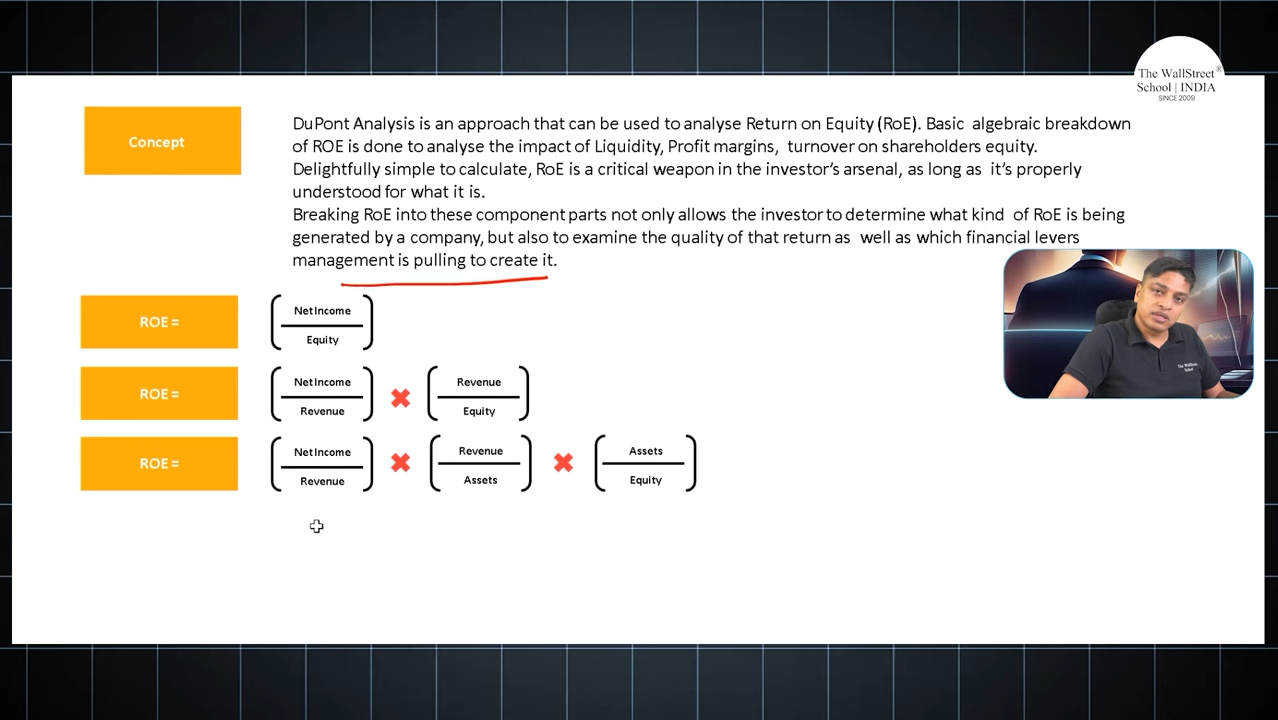 The WallStreet®
School | INDIA
SINCE 2009
Concept
DuPont Analysis is an approach that can be used to analyse Return on Equity (RoE). Basic algebraic breakdown
of ROE is done to analyse the impact of Liquidity, Profit margins, turnover on shareholders equity.
Delightfully simple to calculate, RoE is a critical weapon in the investor's arsenal, as long as it's properly
understood for what it is.
Breaking RoE into these component parts not only allows the investor to determine what kind of RoE is being
generated by a company, but also to examine the quality of that return as well as which financial levers
management is pulling to create it.
ROE =
Net Income
Equity
ROE =
Net Income
Revenue
Revenue
Equity
ROE =
Net Income
Revenue
Revenue
Assets
Assets
Equity
The WallStreet
School